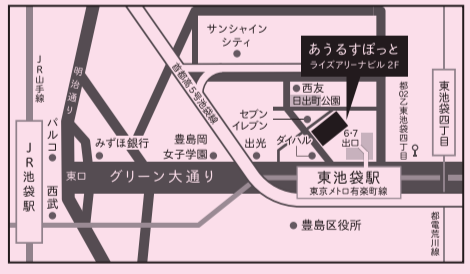 サンシャイン
シティ
あうるすぽっと
ライズアリーナビル 2F
JR山手線
明治通り
首都高5号池袋線
西友
日出町公園
都02乙東池袋四丁目
東池袋四丁目
セブン
イレブン
パルコ
みずほ銀行
豊島岡
女子学園
出光
ダイハツ
6・7
出口
JR池袋駅
東口
グリーン大通り
東池袋駅
東京メトロ有楽町線
西武
豊島区役所
都電荒川線